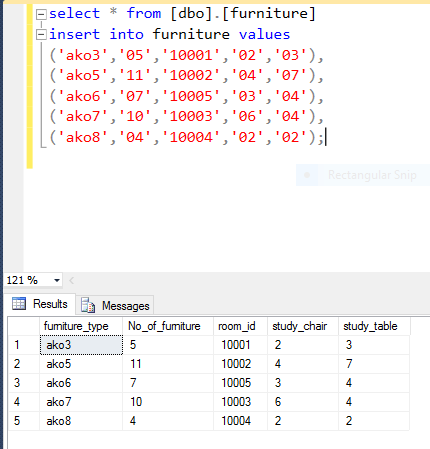 select * from [dbo].[furniture]
insert into furniture values
('ako3','05','10001','02','03'),
('ako5','11','10002','04','07'),
('ako6','07','10005','03','04'),
('ako7','10','10003','06','04'),
('ako8','04','10004','02','02');
Rectangular Snip
121 %
Results Messages
furniture_type No_of_furniture room_id study_chair study_table
1 ako3 5 10001 2 3
2 ako5 11 10002 4 7
3 ako6 7 10005 3 4
4 ako7 10 10003 6 4
5 ako8 4 10004 2 2